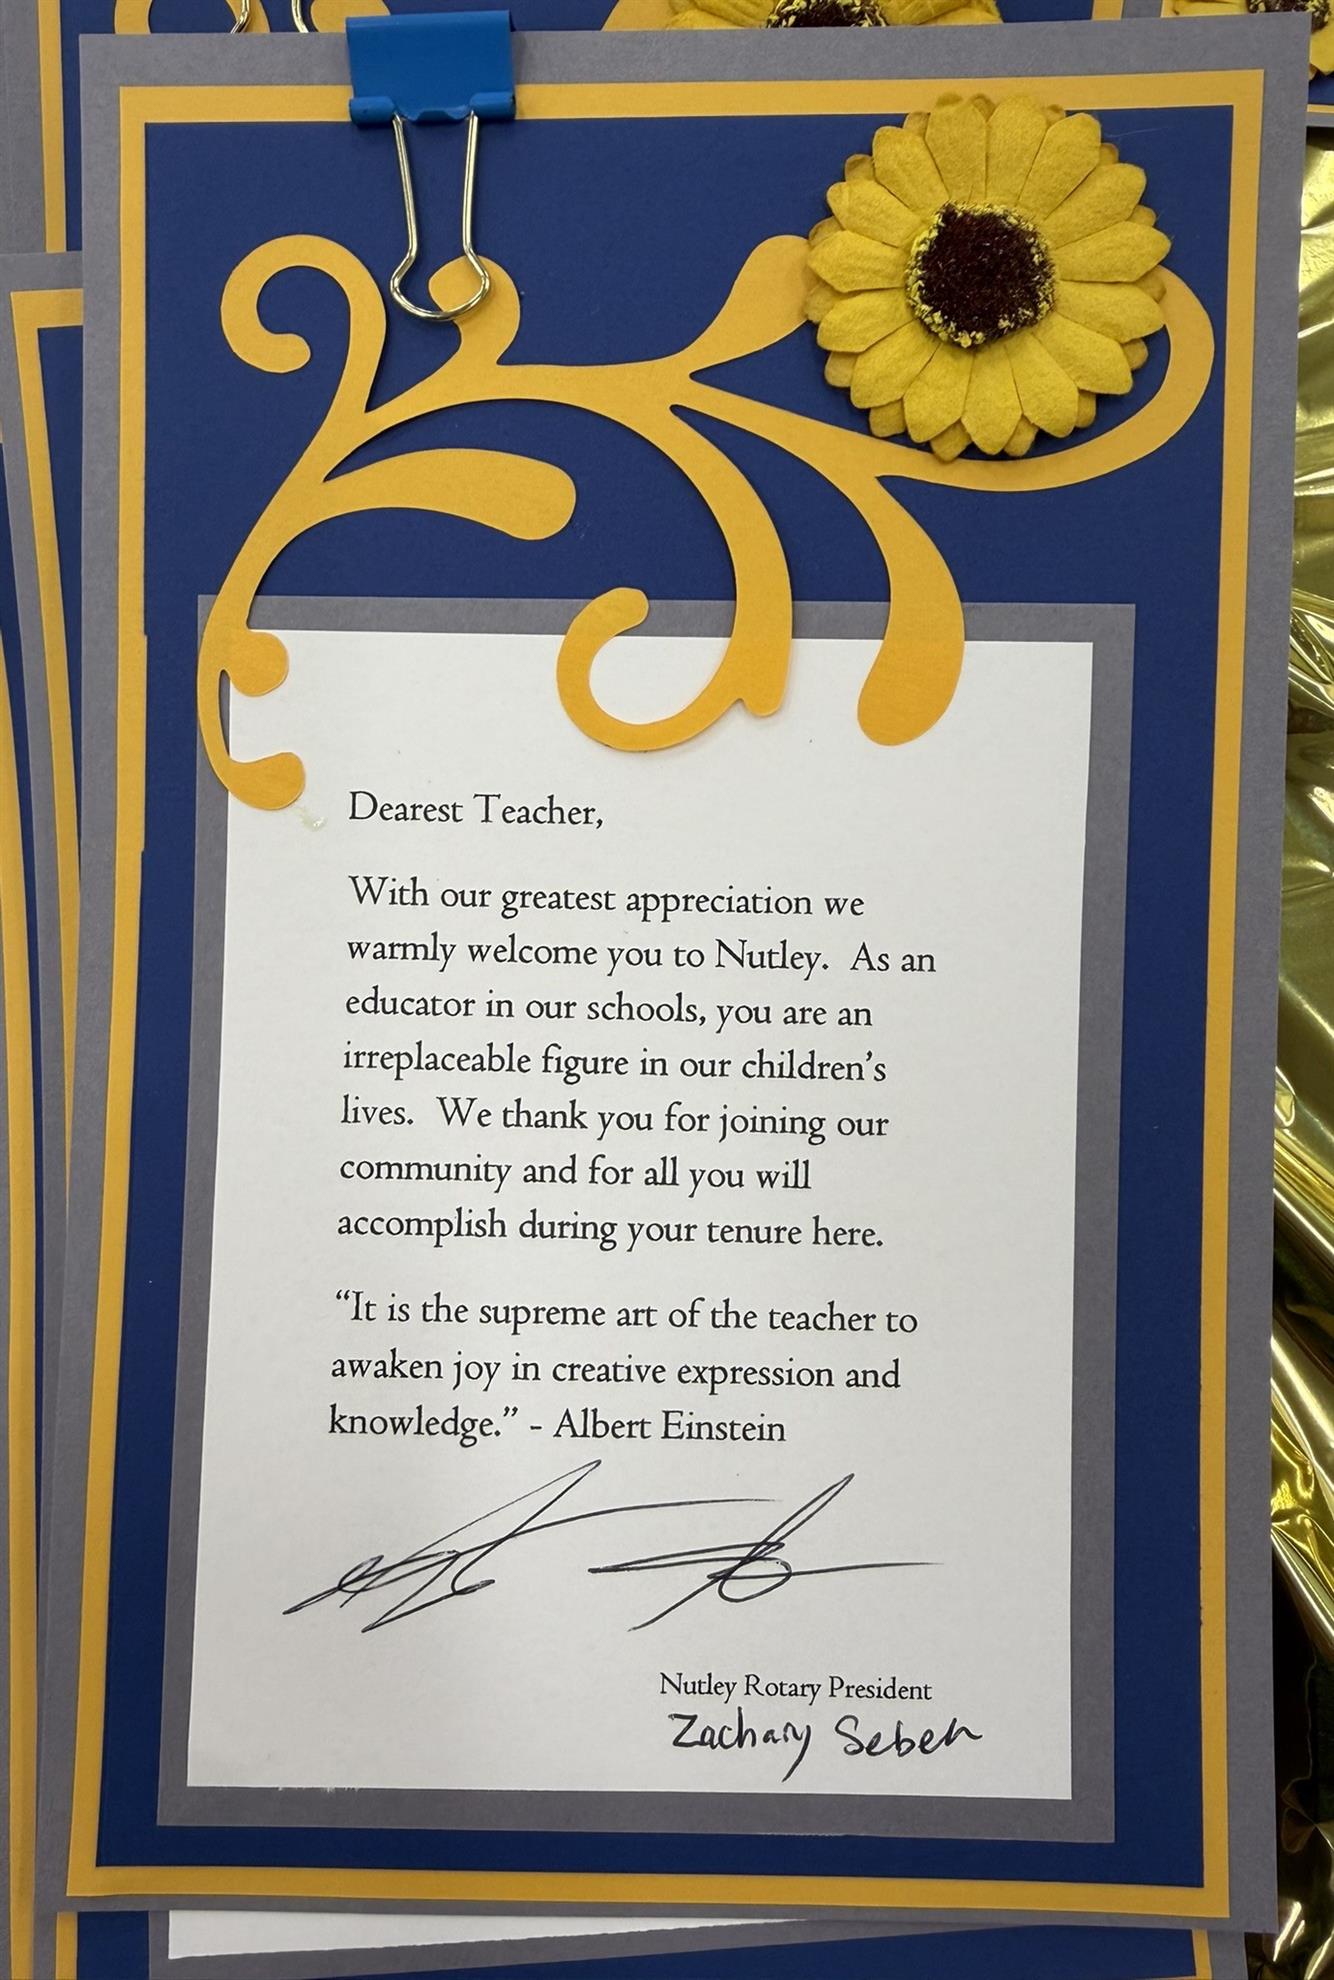 Dearest Teacher,
With our greatest appreciation we
warmly welcome you to Nutley.  As an
educator in our schools, you are an
irreplaceable figure in our children’s
lives.  We thank you for joining our
community and for all you will
accomplish during your tenure here.
“It is the supreme art of the teacher to
awaken joy in creative expression and
knowledge.” - Albert Einstein
Nutley Rotary President
Zachary Seben